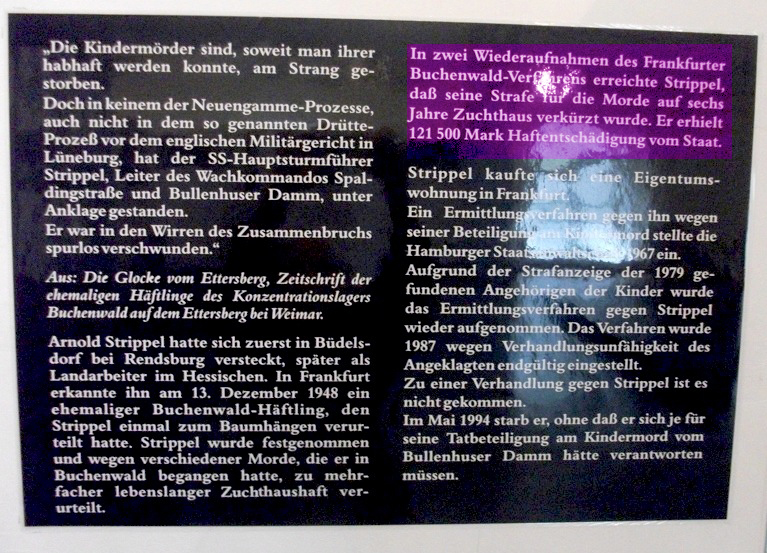 „Die Kindermörder sind, soweit man ihrer
habhaft werden konnte, am Strang ge-
storben.
Doch in keinem der Neuengamme-Prozesse,
auch nicht in dem so genannten Drütte-
Prozeß vor dem englischen Militärgericht in
Lüneburg, hat der SS-Hauptsturmführer
Strippel, Leiter des Wachkommandos Spal-
dingstraße und Bullenhuser Damm, unter
Anklage gestanden.
Er war in den Wirren des Zusammenbruchs
spurlos verschwunden.“
Aus: Die Glocke vom Ettersberg, Zeitschrift der
ehemaligen Häftlinge des Konzentrationslagers
Buchenwald auf dem Ettersberg bei Weimar.
Arnold Strippel hatte sich zuerst in Büdels-
dorf bei Rendsburg versteckt, später als
Landarbeiter im Hessischen. In Frankfurt
erkannte ihn am 13. Dezember 1948 ein
ehemaliger Buchenwald-Häftling, den
Strippel einmal zum Baumhängen verur-
teilt hatte. Strippel wurde festgenommen
und wegen verschiedener Morde, die er in
Buchenwald begangen hatte, zu mehr-
facher lebenslanger Zuchthaushaft ver-
urteilt.
In zwei Wiederaufnahmen des Frankfurter
Buchenwald-Verfahrens erreichte Strippel,
daß seine Strafe für die Morde auf sechs
Jahre Zuchthaus verkürzt wurde. Er erhielt
121 500 Mark Haftentschädigung vom Staat.
Strippel kaufte sich eine Eigentums-
wohnung in Frankfurt.
Ein Ermittlungsverfahren gegen ihn wegen
seiner Beteiligung am Kindermord stellte die
Hamburger Staatsanwaltschaft 1967 ein.
Aufgrund der Strafanzeige der 1979 ge-
fundenen Angehörigen der Kinder wurde
das Ermittlungsverfahren gegen Strippel
wieder aufgenommen. Das Verfahren wurde
1987 wegen Verhandlungsunfähigkeit des
Angeklagten endgültig eingestellt.
Zu einer Verhandlung gegen Strippel ist es
nicht gekommen.
Im Mai 1994 starb er, ohne daß er sich je für
seine Tatbeteiligung am Kindermord vom
Bullenhuser Damm hätte verantworten
müssen.